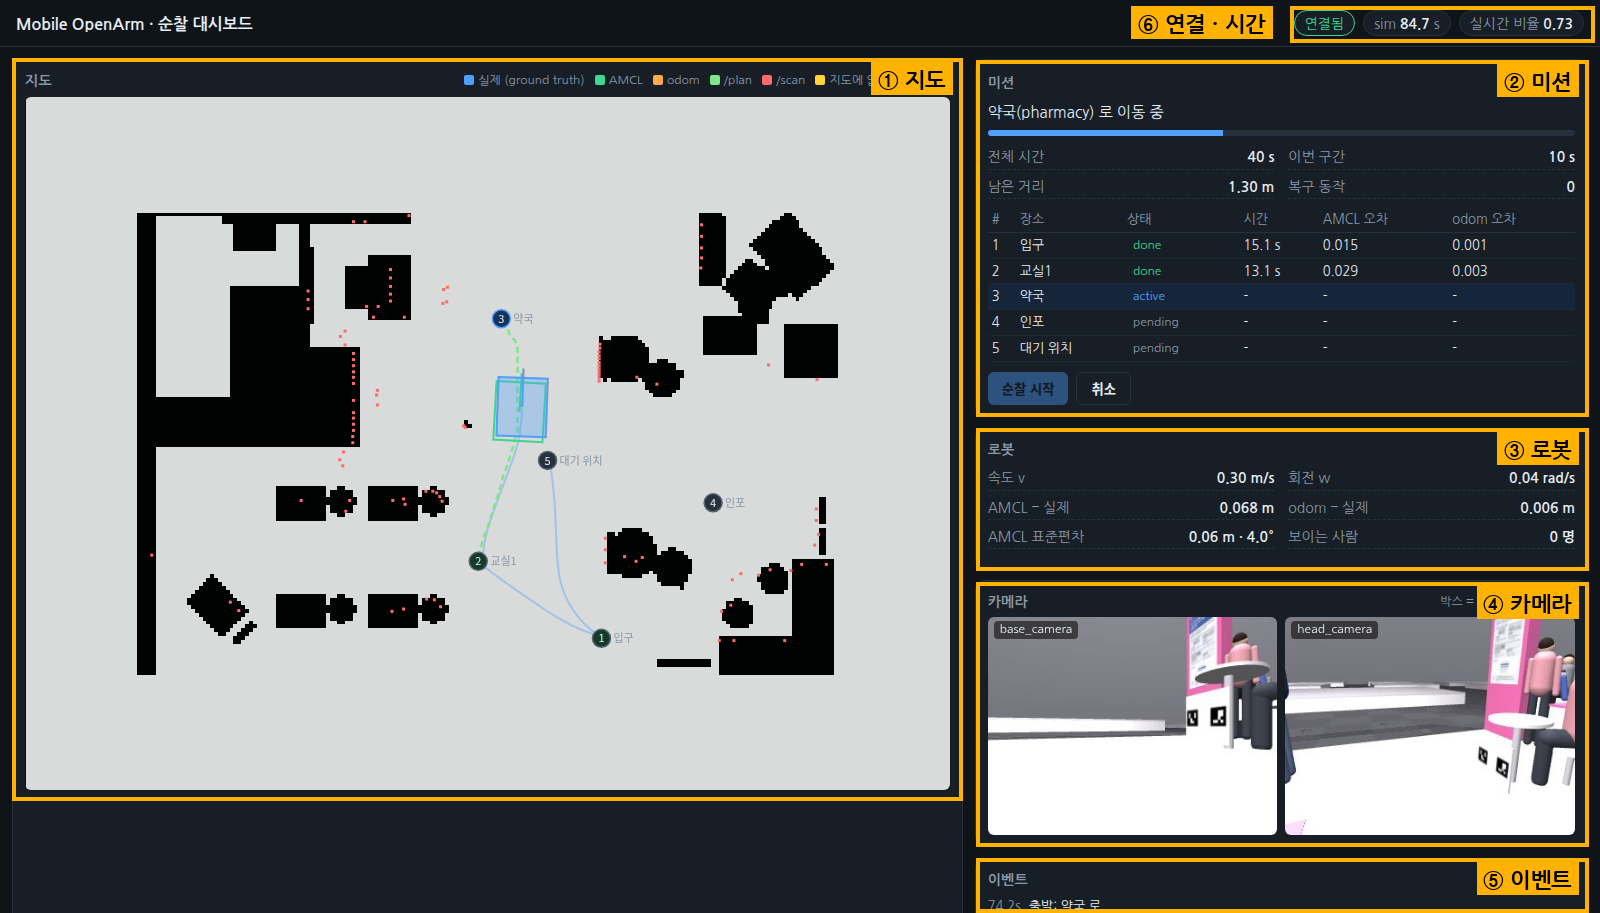 Mobile OpenArm · 순찰 대시보드
⑥ 연결 · 시간
연결됨
sim 84.7 s
실시간 비율 0.73
지도
실제 (ground truth)
AMCL
odom
/plan
/scan
지도에
① 지도
3 약국
5 대기 위치
4 인포
2 교실1
1 입구
미션
② 미션
약국(pharmacy) 로 이동 중
전체 시간 40 s 이번 구간 10 s
남은 거리 1.30 m 복구 동작 0
# 장소 상태 시간 AMCL 오차 odom 오차
1 입구 done 15.1 s 0.015 0.001
2 교실1 done 13.1 s 0.029 0.003
3 약국 active - - -
4 인포 pending - - -
5 대기 위치 pending - - -
순찰 시작 취소
로봇
③ 로봇
속도 v 0.30 m/s 회전 w 0.04 rad/s
AMCL − 실제 0.068 m odom − 실제 0.006 m
AMCL 표준편차 0.06 m · 4.0° 보이는 사람 0 명
카메라
박스 =
④ 카메라
base_camera
head_camera
이벤트
⑤ 이벤트
74.2s 출발: 약국 로